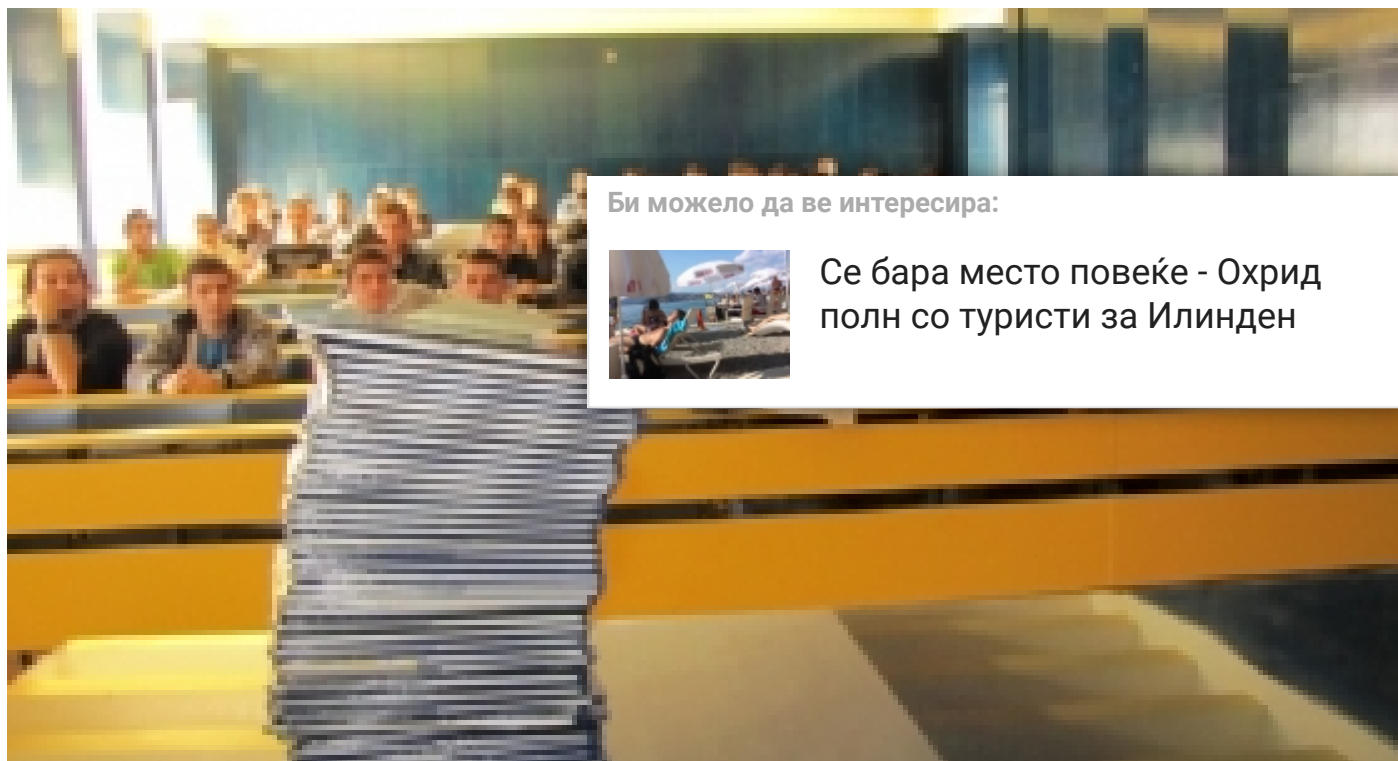 Би можело да ве интересира:
Се бара место повеќе - Охрид
полн со туристи за Илинден